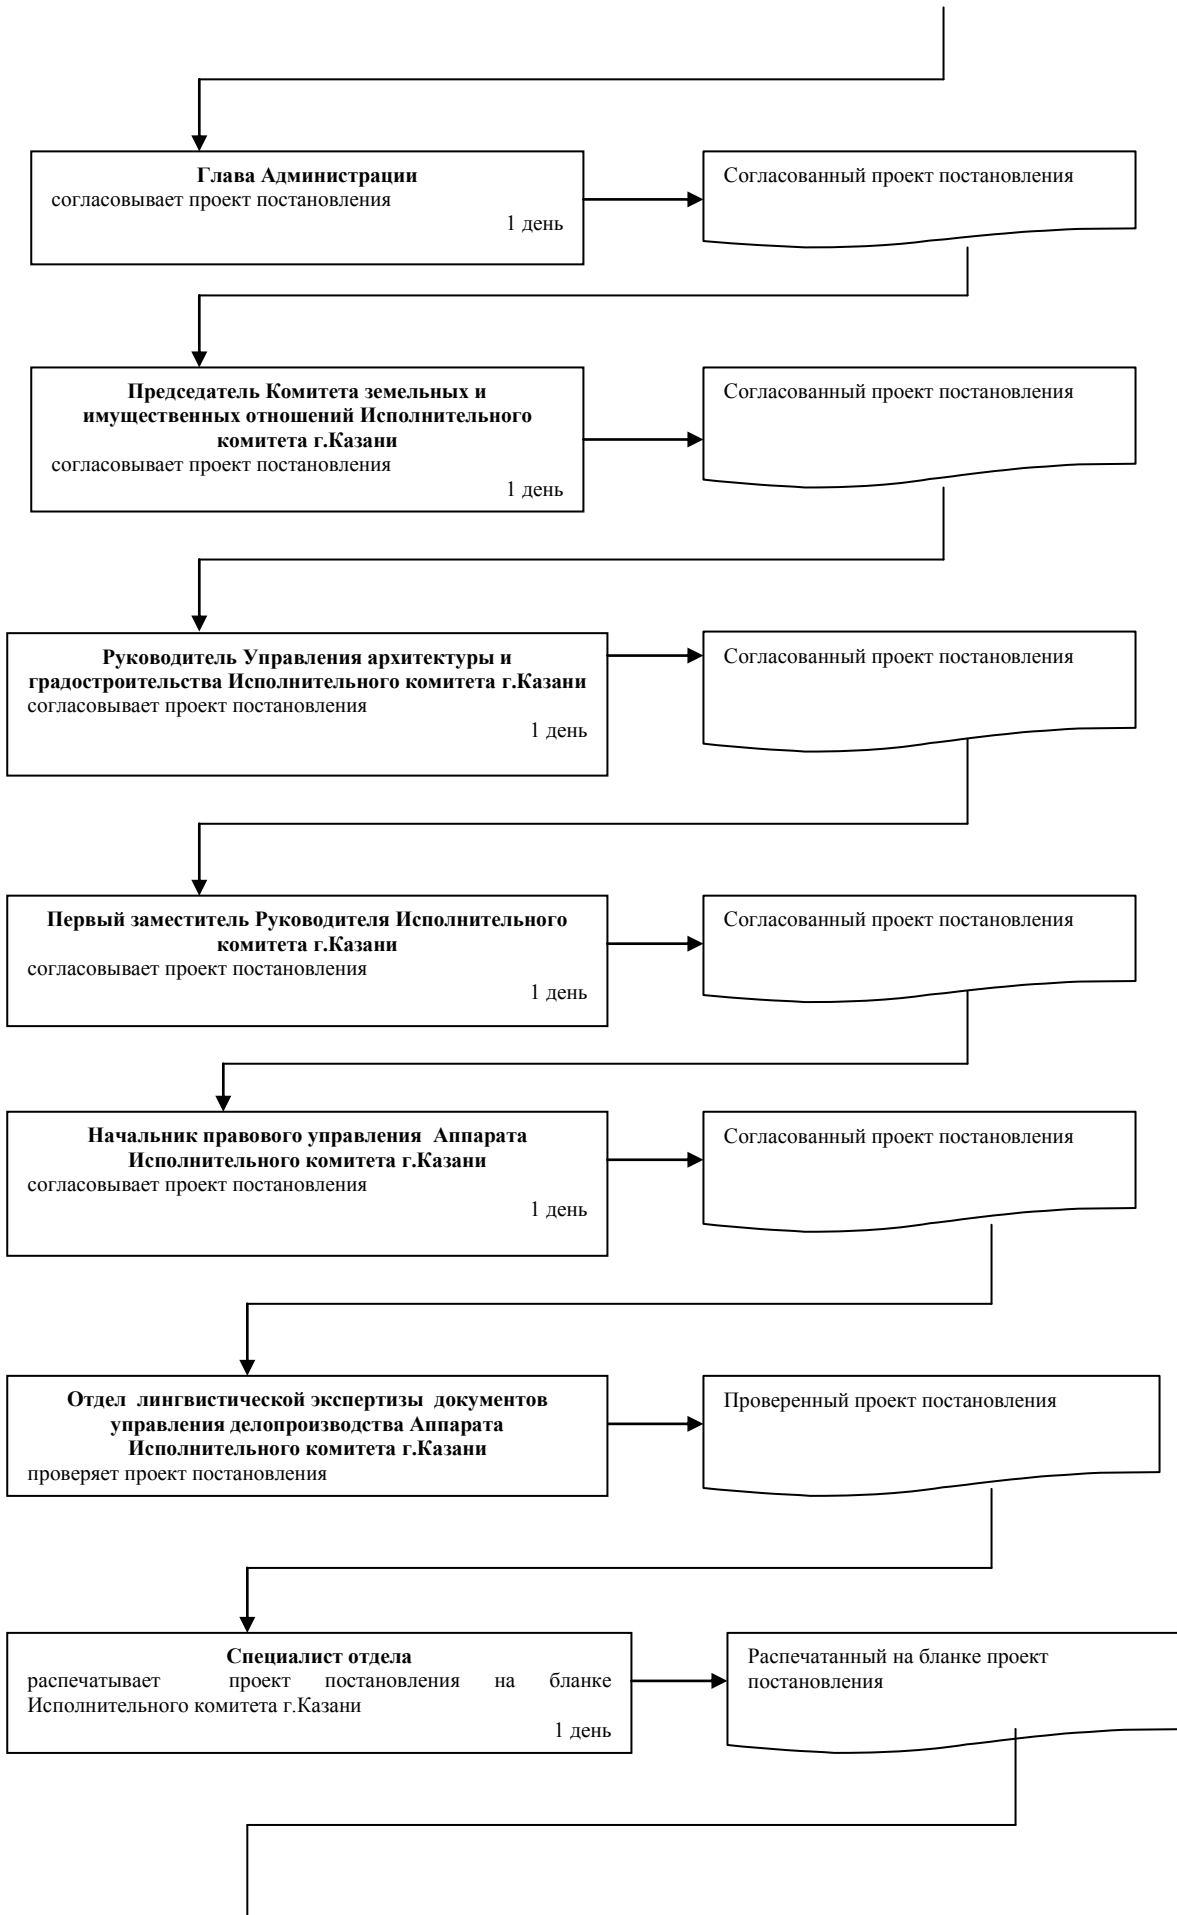 Глава Администрации
согласовывает проект постановления
1 день
Согласованный проект постановления
Председатель Комитета земельных и
имущественных отношений Исполнительного
комитета г.Казани
согласовывает проект постановления
1 день
Согласованный проект постановления
Руководитель Управления архитектуры и
градостроительства Исполнительного комитета г.Казани
согласовывает проект постановления
1 день
Согласованный проект постановления
Первый заместитель Руководителя Исполнительного
комитета г.Казани
согласовывает проект постановления
1 день
Согласованный проект постановления
Начальник правового управления Аппарата
Исполнительного комитета г.Казани
согласовывает проект постановления
1 день
Согласованный проект постановления
Отдел лингвистической экспертизы документов
управления делопроизводства Аппарата
Исполнительного комитета г.Казани
проверяет проект постановления
Проверенный проект постановления
Специалист отдела
распечатывает проект постановления на бланке
Исполнительного комитета г.Казани
1 день
Распечатанный на бланке проект
постановления